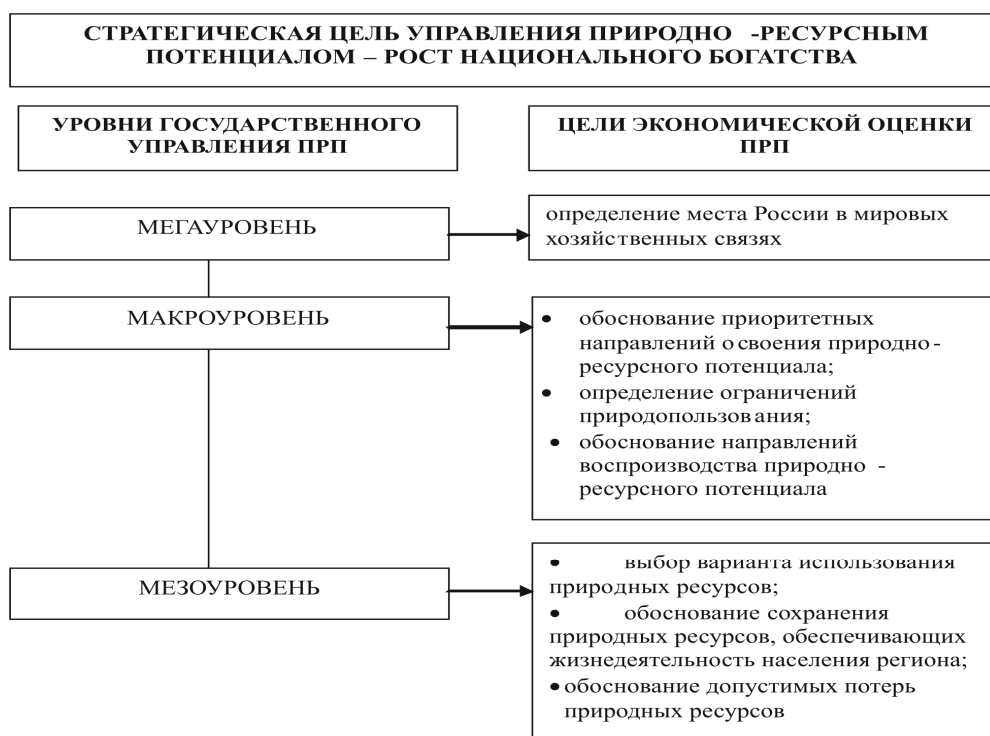 СТРАТЕГИЧЕСКАЯ ЦЕЛЬ УПРАВЛЕНИЯ ПРИРОДНО -РЕСУРСНЫМ
ПОТЕНЦИАЛОМ – РОСТ НАЦИОНАЛЬНОГО БОГАТСТВА
УРОВНИ ГОСУДАРСТВЕННОГО
УПРАВЛЕНИЯ ПРП
ЦЕЛИ ЭКОНОМИЧЕСКОЙ ОЦЕНКИ
ПРП
МЕГАУРОВЕНЬ
определение места России в мировых
хозяйственных связях
МАКРОУРОВЕНЬ
• обоснование приоритетных
направлений освоения природно-
ресурсного потенциала;
• определение ограничений
природопользования;
• обоснование направлений
воспроизводства природно -
ресурсного потенциала
МЕЗОУРОВЕНЬ
• выбор варианта использования
природных ресурсов;
• обоснование сохранения
природных ресурсов, обеспечивающих
жизнедеятельность населения региона;
• обоснование допустимых потерь
природных ресурсов